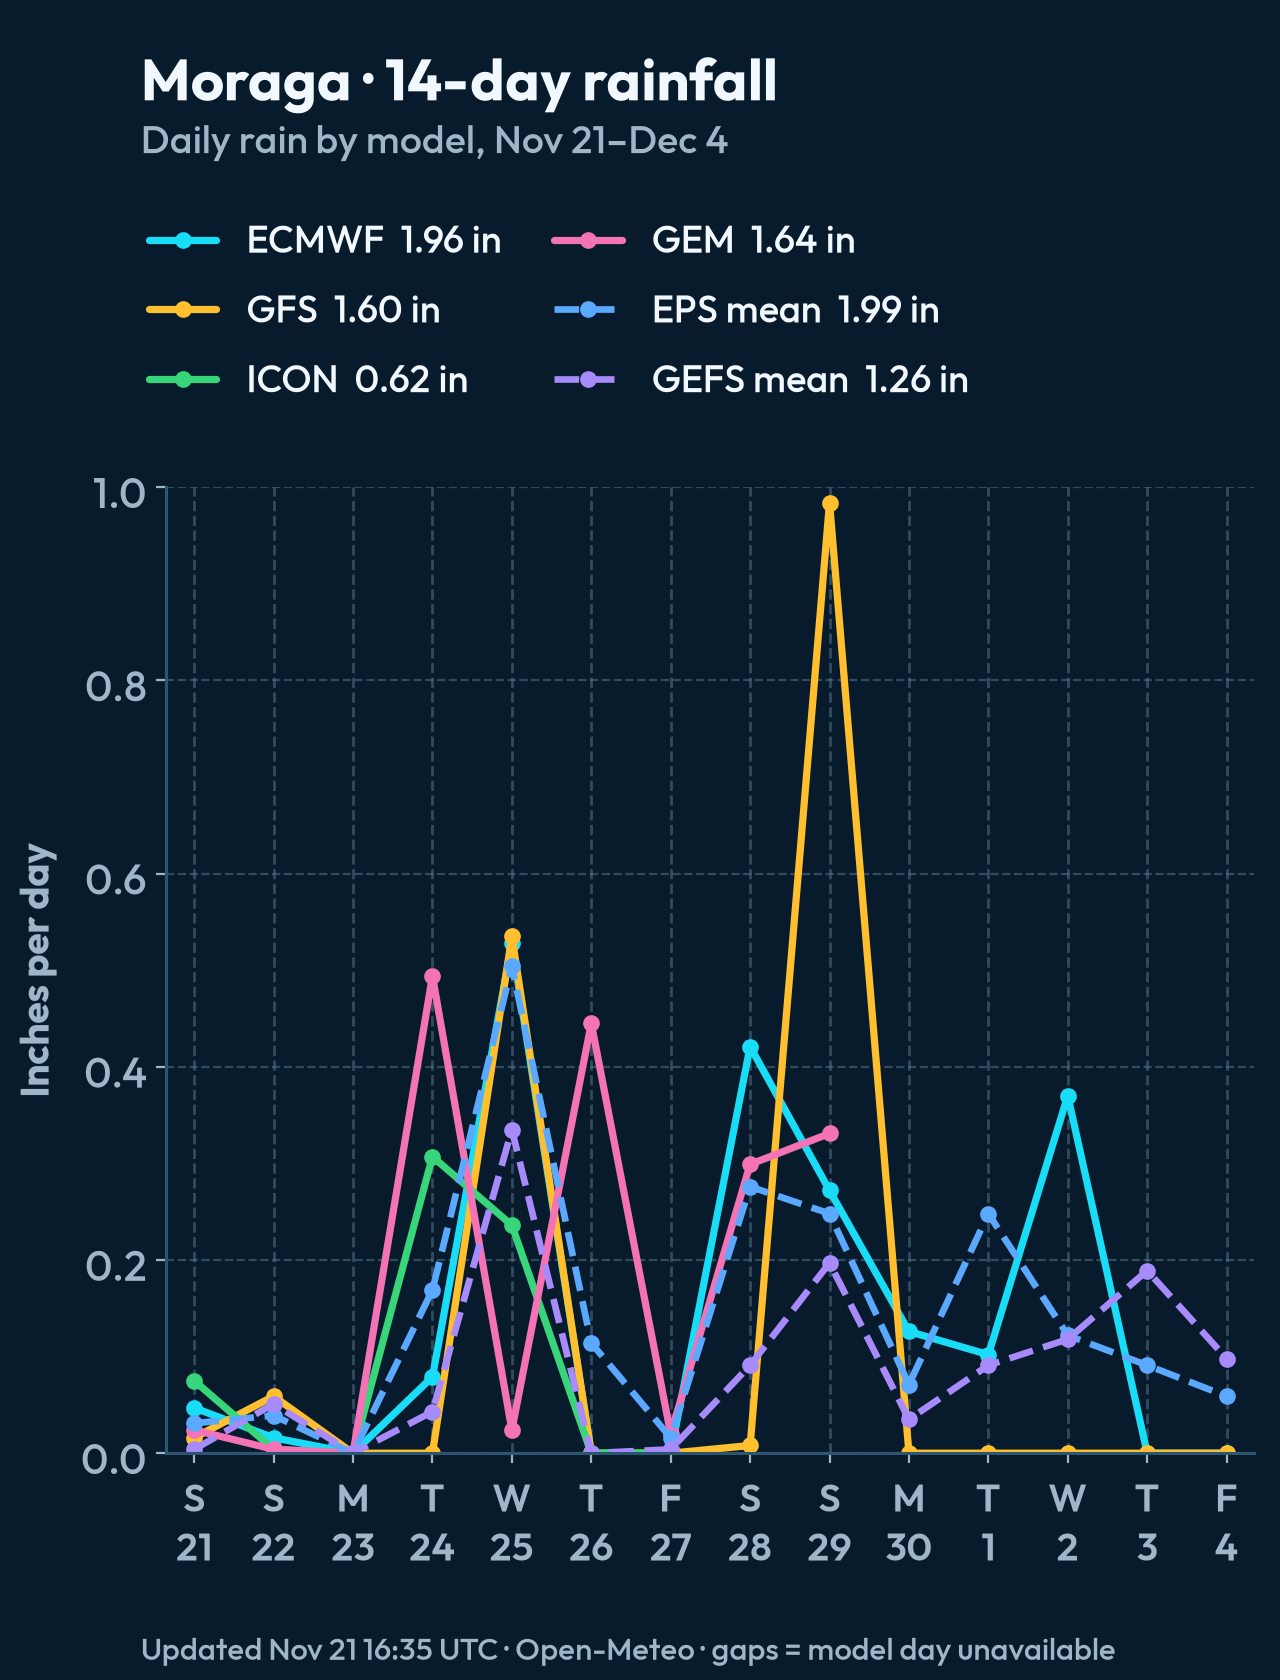 Moraga · 14-day rainfall
Daily rain by model, Nov 21–Dec 4
ECMWF 1.96 in
GEM 1.64 in
GFS 1.60 in
EPS mean 1.99 in
ICON 0.62 in
GEFS mean 1.26 in
Inches per day
1.0
0.8
0.6
0.4
0.2
0.0
S S M T W T F S S M T W T F
21 22 23 24 25 26 27 28 29 30 1 2 3 4
Updated Nov 21 16:35 UTC · Open-Meteo · gaps = model day unavailable